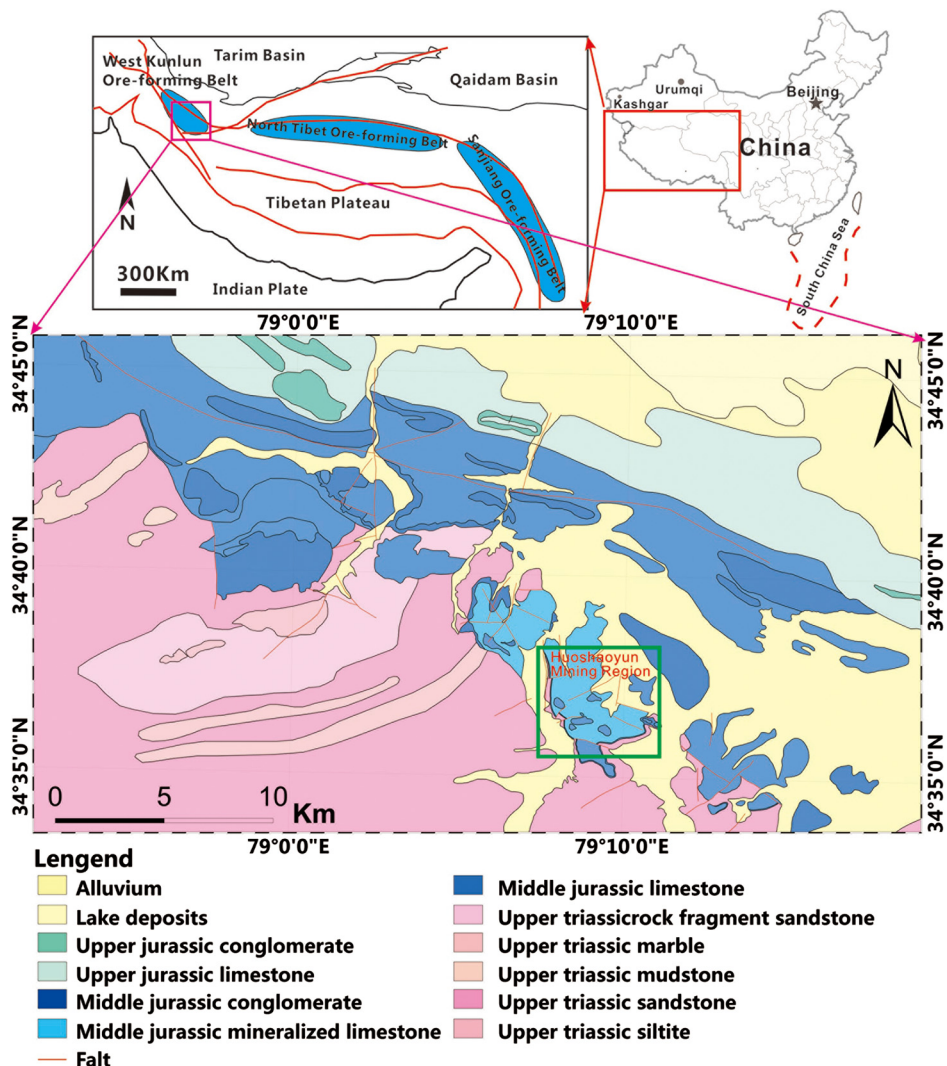 West Kunlun
Ore-forming Belt
Tarim Basin
Qaidam Basin
North Tibet Ore-forming Belt
Sanjiang Ore-forming Belt
Tibetan Plateau
N
300Km
Indian Plate
Urumqi
Kashgar
Beijing
China
South China Sea
79°0'0"E
79°10'0"E
34°45'0"N
34°45'0"N
N
34°40'0"N
34°40'0"N
Huoshaoyun
Mining Region
34°35'0"N
34°35'0"N
0 5 10 Km
79°0'0"E
79°10'0"E
Lengend
Alluvium
Lake deposits
Upper jurassic conglomerate
Upper jurassic limestone
Middle jurassic conglomerate
Middle jurassic mineralized limestone
Falt
Middle jurassic limestone
Upper triassicrock fragment sandstone
Upper triassic marble
Upper triassic mudstone
Upper triassic sandstone
Upper triassic siltite